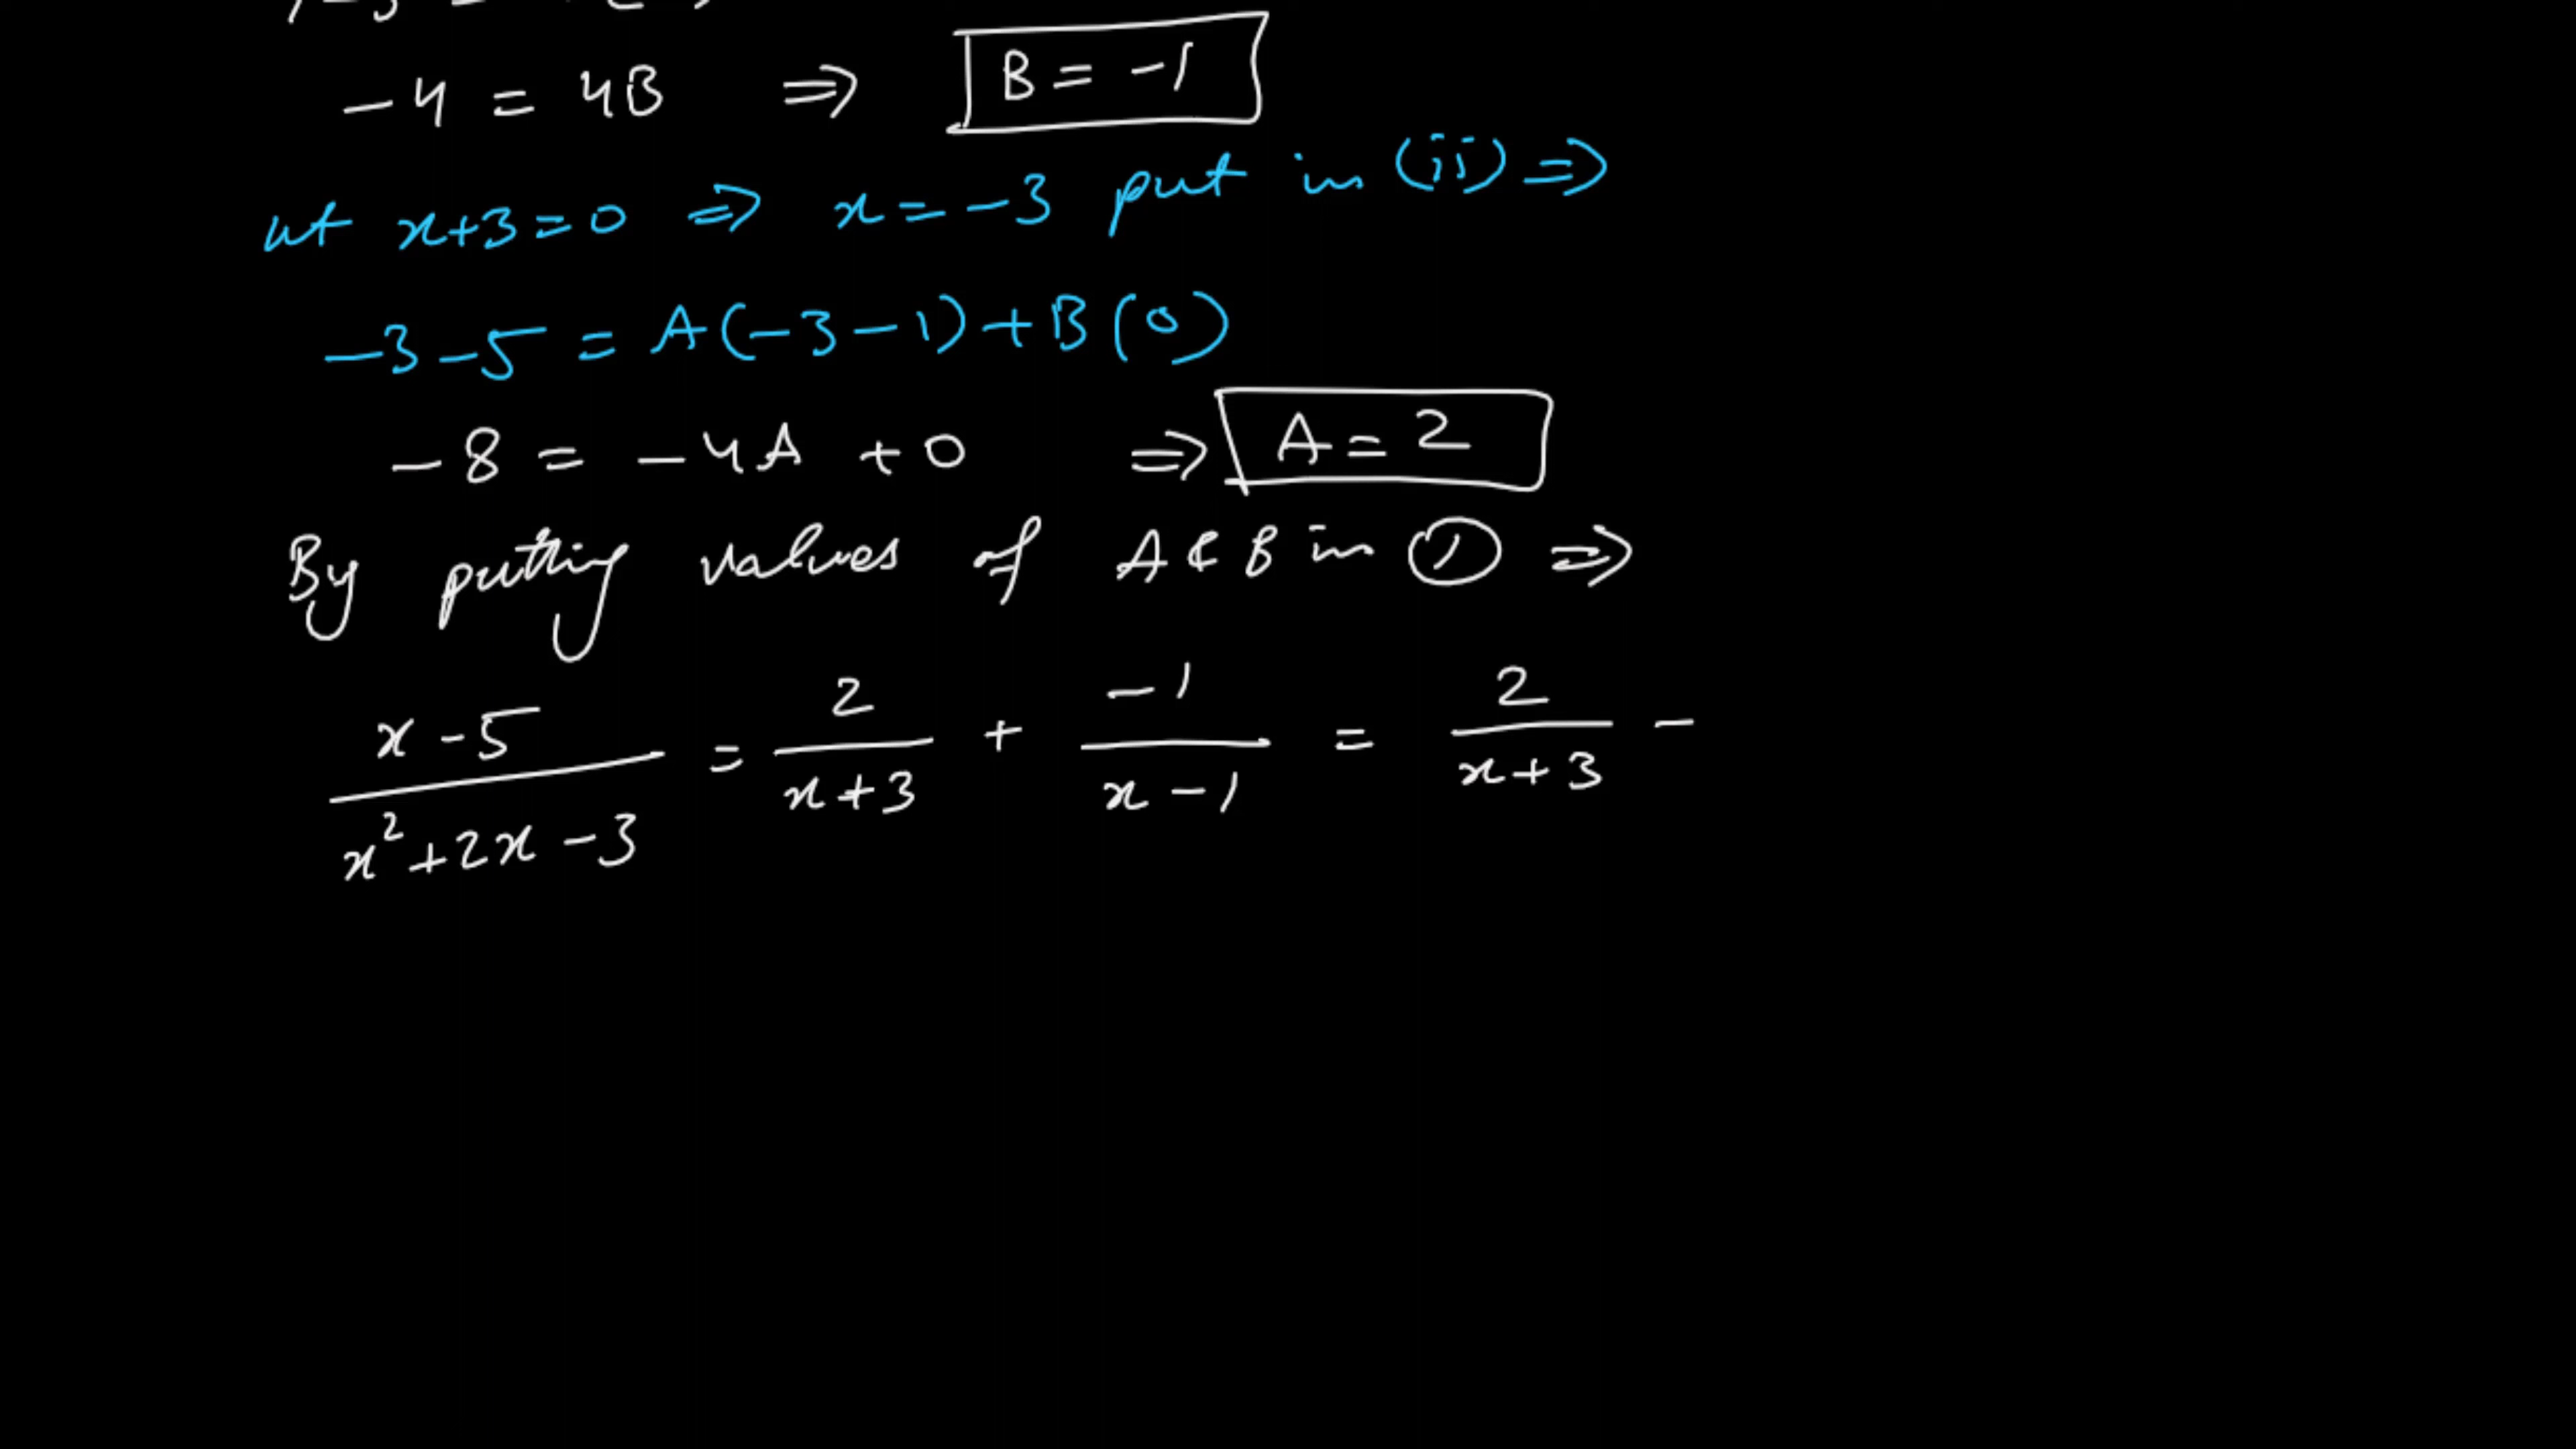 -4 = 4B ⇒ B = -1
let x+3=0 ⇒ x = -3 put in (ii) ⇒
-3-5 = A(-3-1)+B(0)
-8 = -4A +0 ⇒ A = 2
By putting values of A & B in ① ⇒
x-5 / x²+2x-3 = 2 / x+3 + -1 / x-1 = 2 / x+3 -